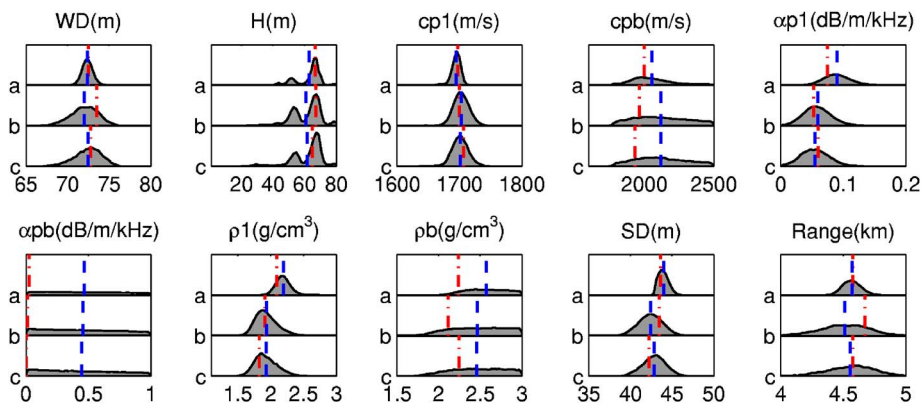 WD(m) H(m) cp1(m/s) cpb(m/s) αp1(dB/m/kHz)
a a a a a
b b b b b
c c c c c
65 70 75 80 20 40 60 80 1600 1700 1800 2000 2500 0 0.1 0.2
αpb(dB/m/kHz) ρ1(g/cm³) ρb(g/cm³) SD(m) Range(km)
a a a a a
b b b b b
c c c c c
0 0.5 1 1 1.5 2 2.5 3 1 1.5 2 2.5 3 35 40 45 50 4 4.5 5